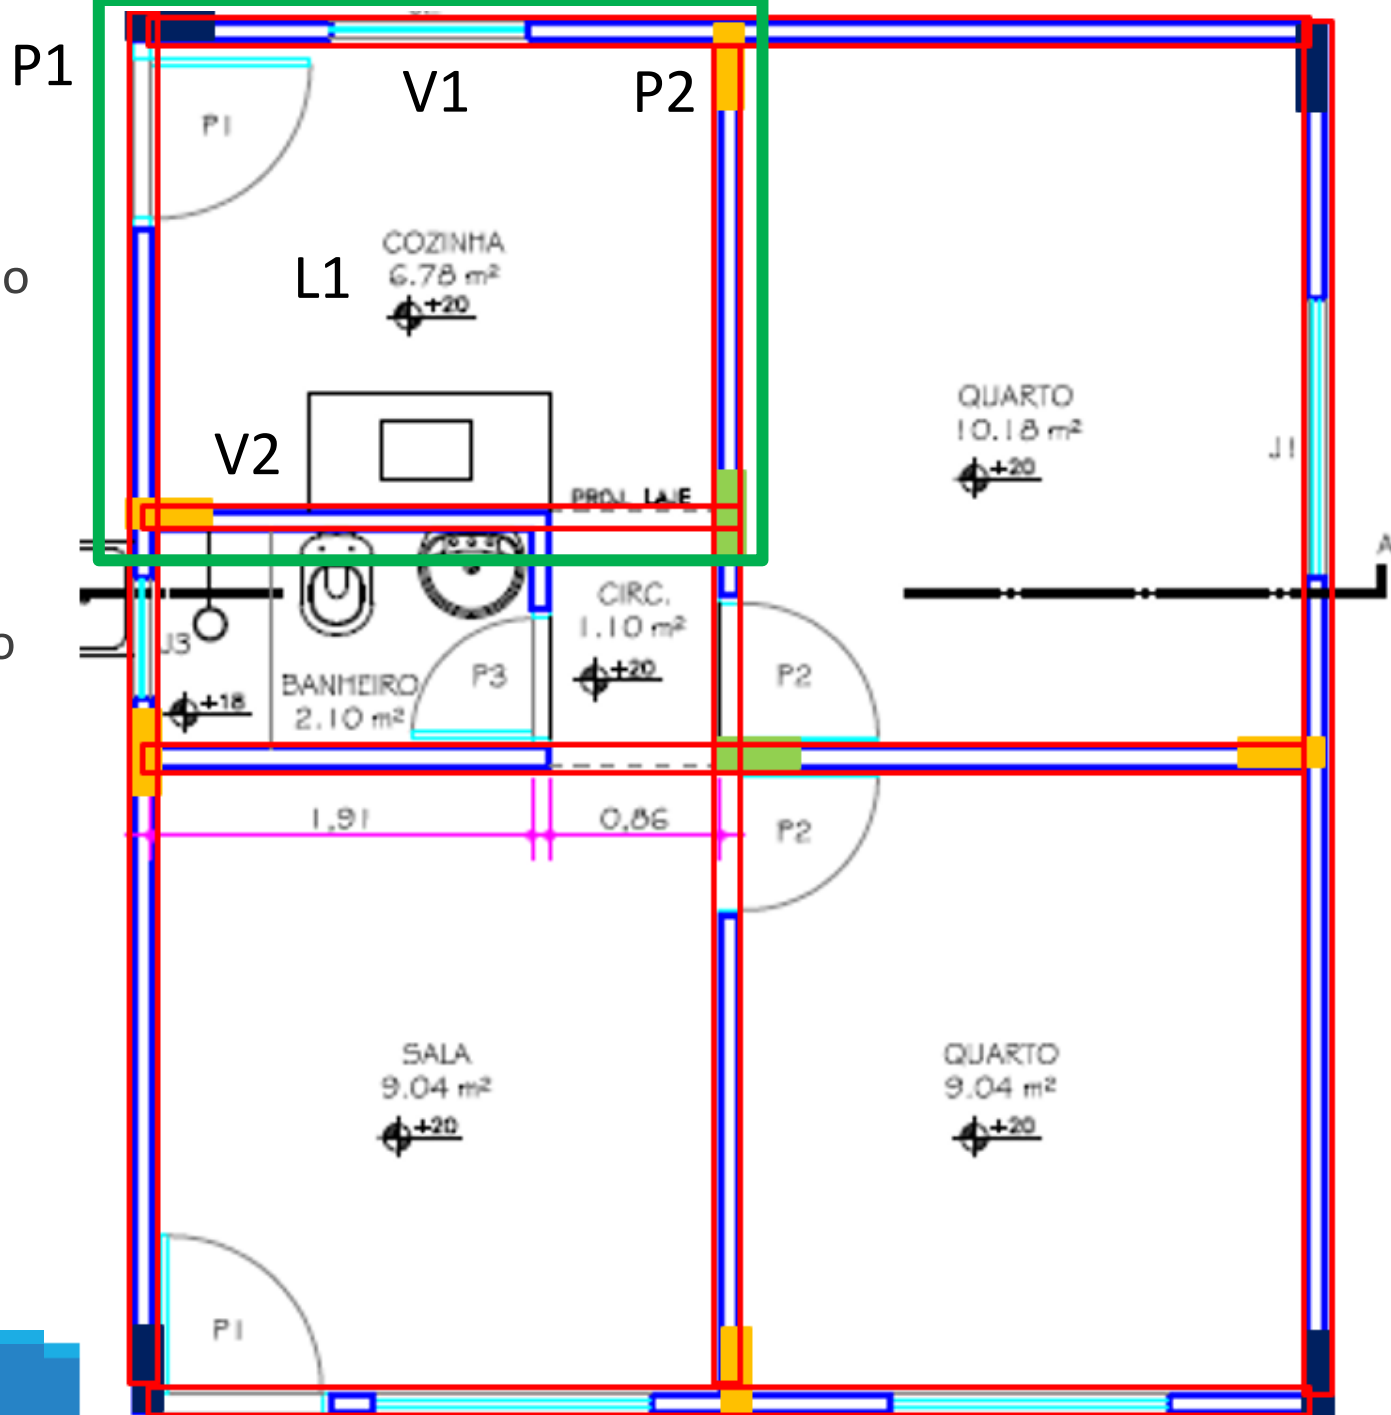 P1
V1
P2
P1
COZINHA
6.78 m²
+20
L1
o
QUARTO
10.18 m²
+20
J1
V2
PROJ. LAJE
A
CIRC.
1.10 m²
+20
J3
P3
P2
BANHEIRO
2.10 m²
+18
o
1,91
0,86
P2
SALA
9.04 m²
+20
QUARTO
9.04 m²
+20
P1